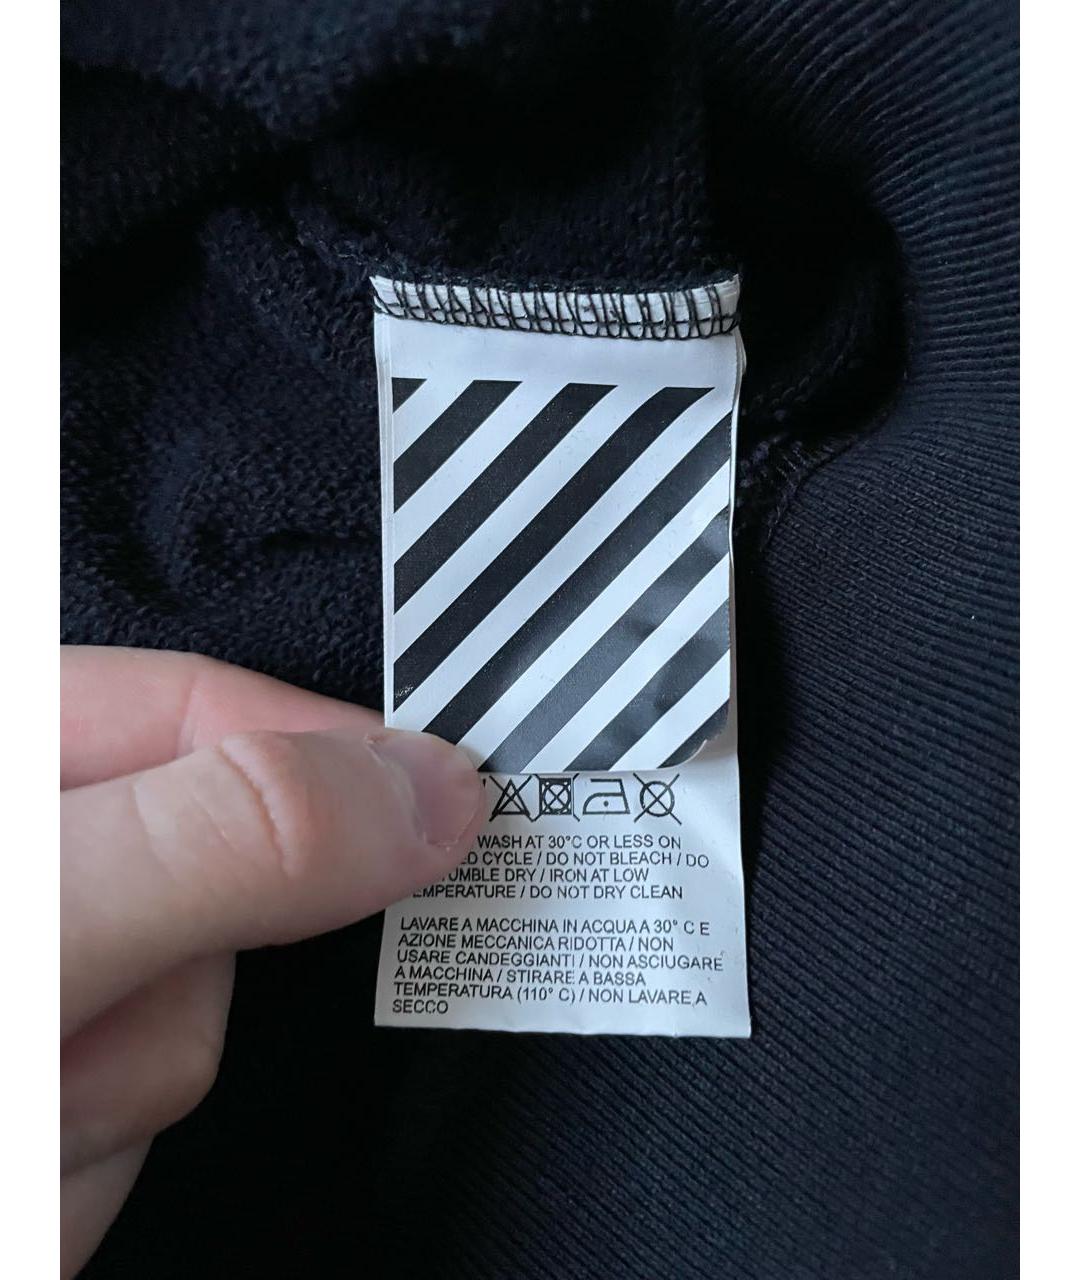 WASH AT 30°C OR LESS ON
CYCLE / DO NOT BLEACH / DO
DRY / IRON AT LOW
/ DO NOT DRY CLEAN
LAVARE A MACCHINA IN ACQUA A 30° C E
AZIONE MECCANICA RIDOTTA / NON
USARE CANDEGGIANTI / NON ASCIUGARE
A MACCHINA / STIRARE A BASSA
TEMPERATURA (110° C) / NON LAVARE A
SECCO